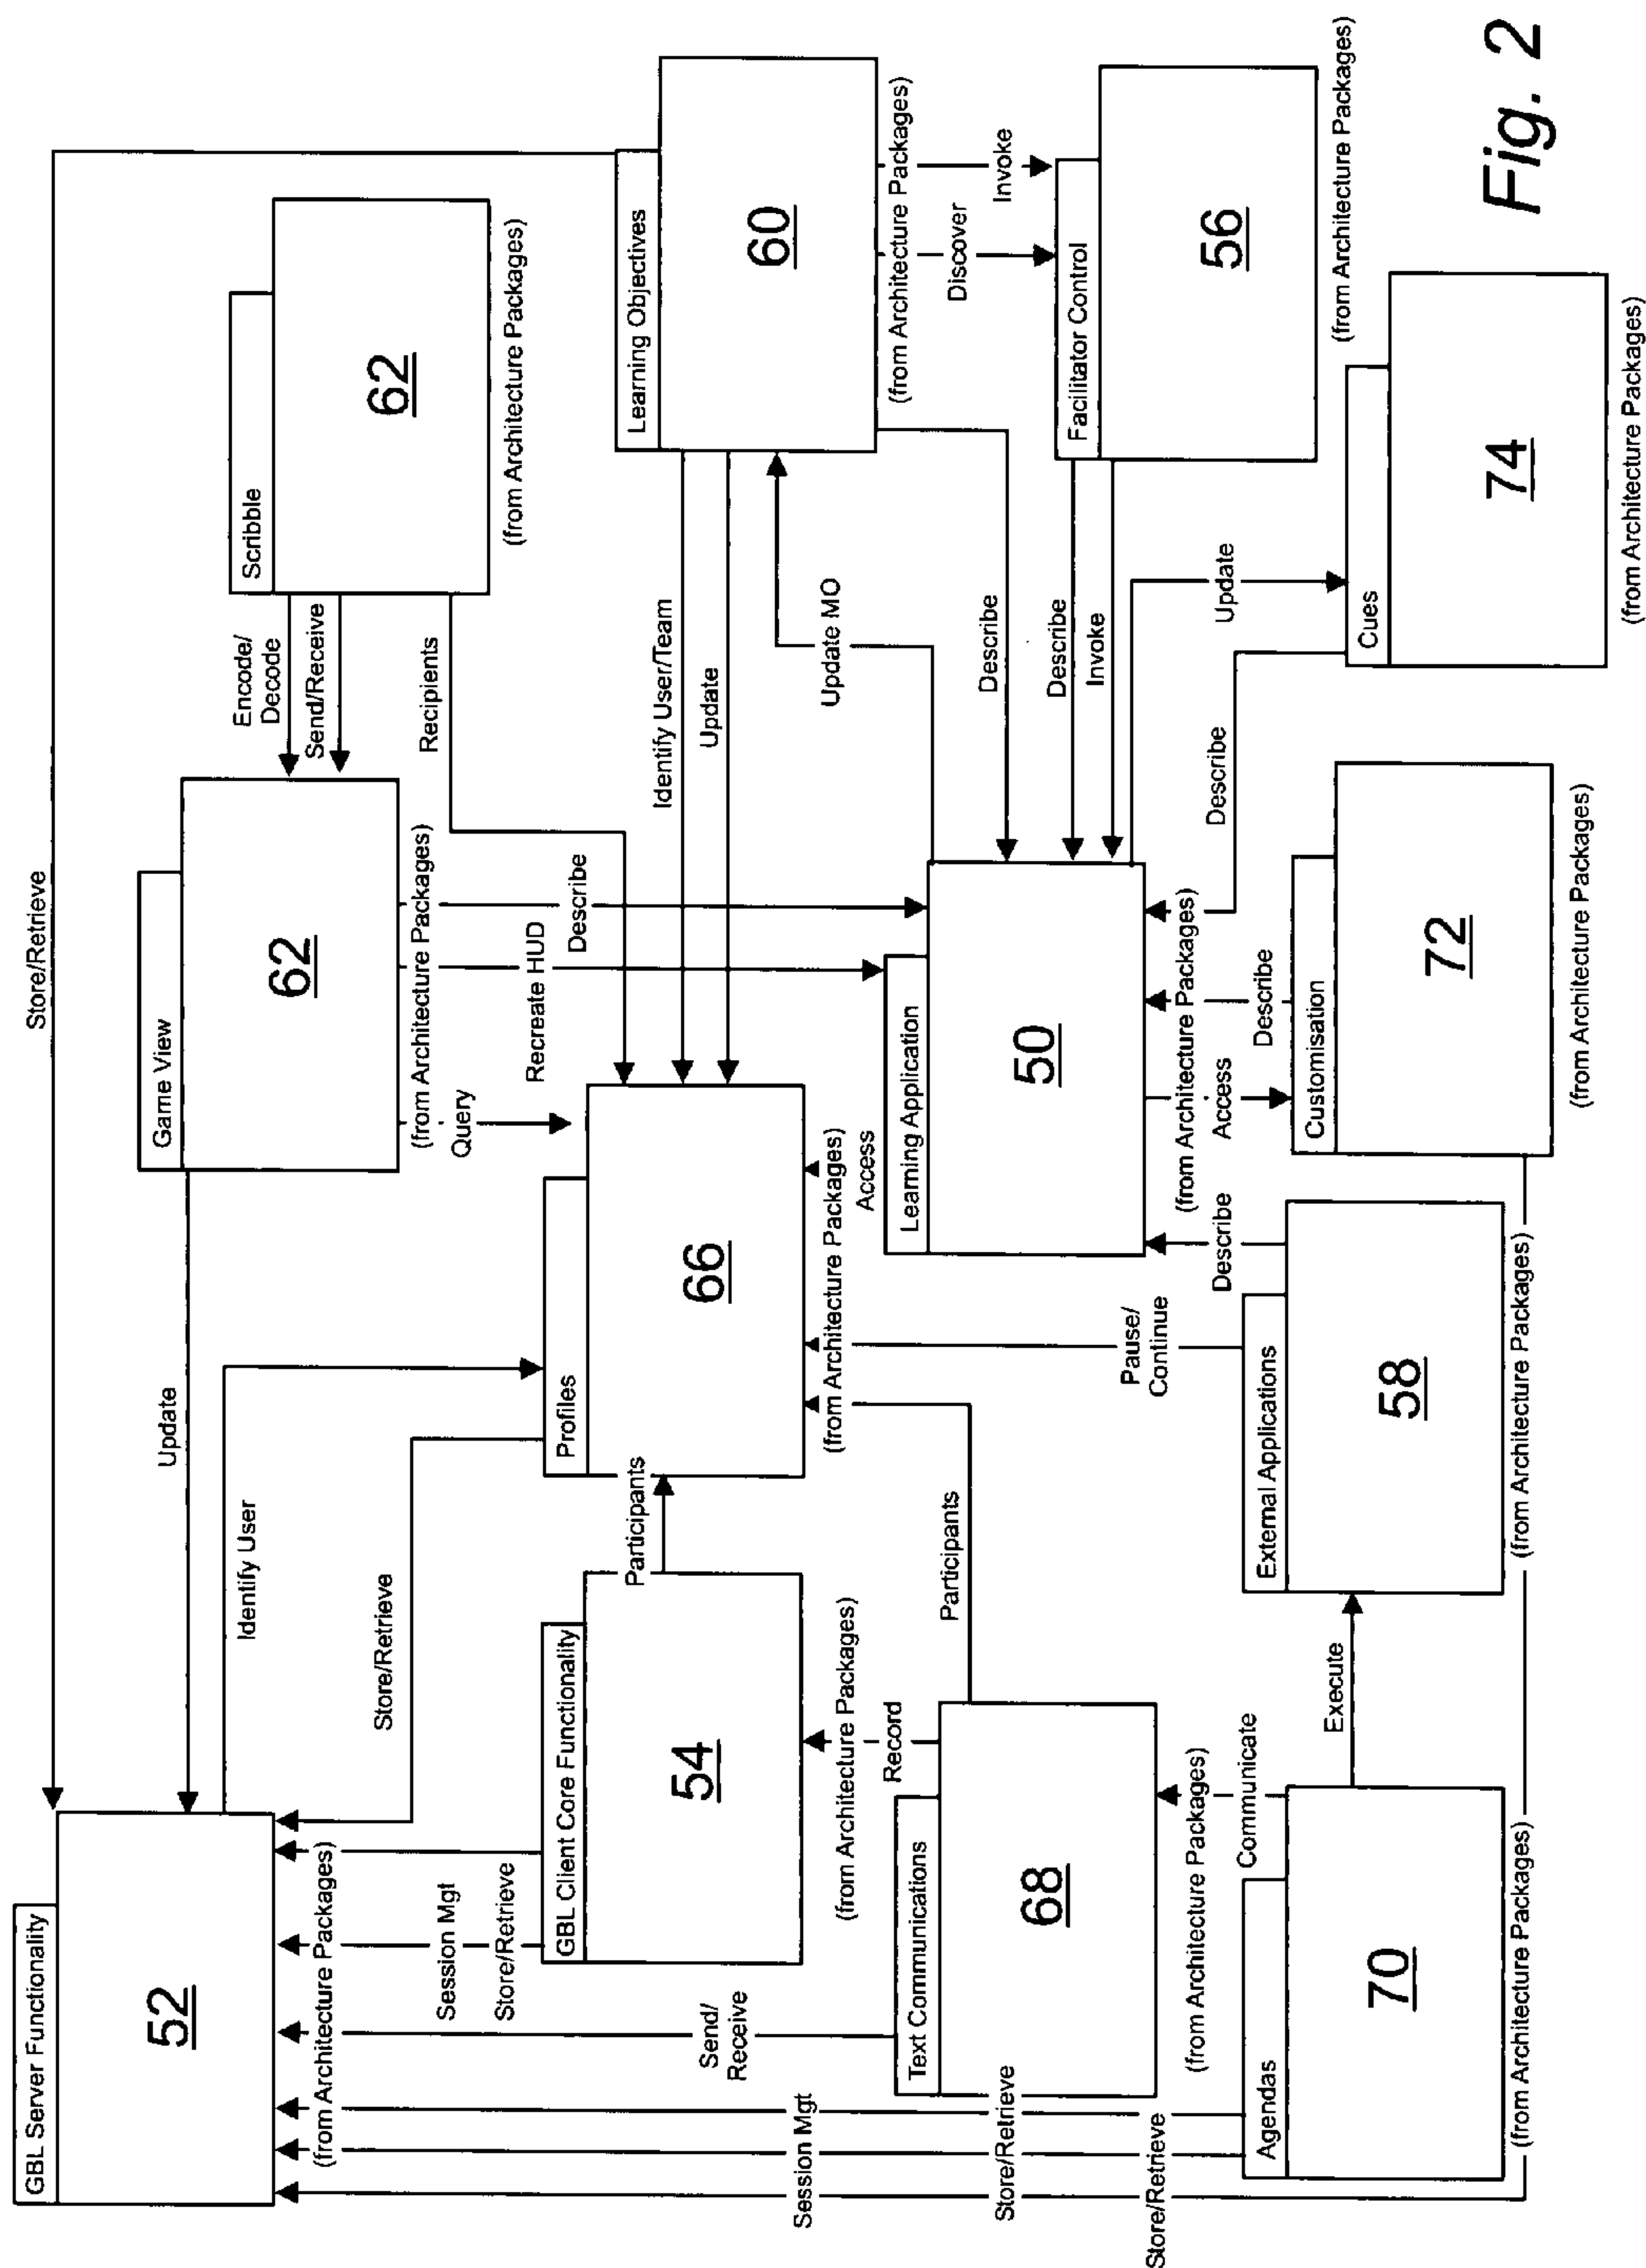 GBL Server Functionality
52
(from Architecture Packages)
Store/Retrieve
Update
Identify User
Store/Retrieve
Session Mgt
Store/Retrieve
Send/
Receive
Session Mgt
Store/Retrieve
Store/Retrieve
Game View
62
(from Architecture Packages)
Encode/
Decode
Send/Receive
Recipients
Scribble
62
(from Architecture Packages)
Query
Recreate HUD
Describe
GBL Client Core Functionality
54
(from Architecture Packages)
Participants
Profiles
66
(from Architecture Packages)
Access
Identify User/Team
Update
Update MO
Learning Objectives
60
(from Architecture Packages)
Discover
Invoke
Describe
Text Communications
68
(from Architecture Packages)
Record
Participants
Pause/
Continue
Learning Application
50
(from Architecture Packages)
Describe
Access
Describe
Describe
Invoke
Facilitator Control
56
(from Architecture Packages)
Update
Describe
Agendas
70
(from Architecture Packages)
Communicate
Execute
External Applications
58
(from Architecture Packages)
Customisation
72
(from Architecture Packages)
Cues
74
(from Architecture Packages)
Fig. 2